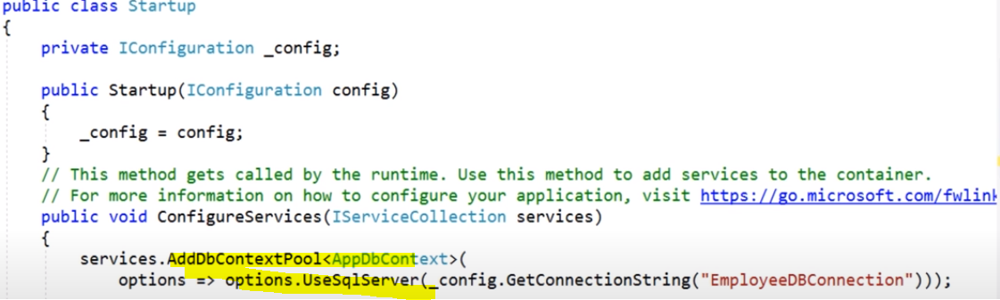 public class Startup
{
private IConfiguration _config;
public Startup(IConfiguration config)
{
_config = config;
}
// This method gets called by the runtime. Use this method to add services to the container.
// For more information on how to configure your application, visit https://go.microsoft.com/fwlink
public void ConfigureServices(IServiceCollection services)
{
services.AddDbContextPool<AppDbContext>(
options => options.UseSqlServer(_config.GetConnectionString("EmployeeDBConnection")));